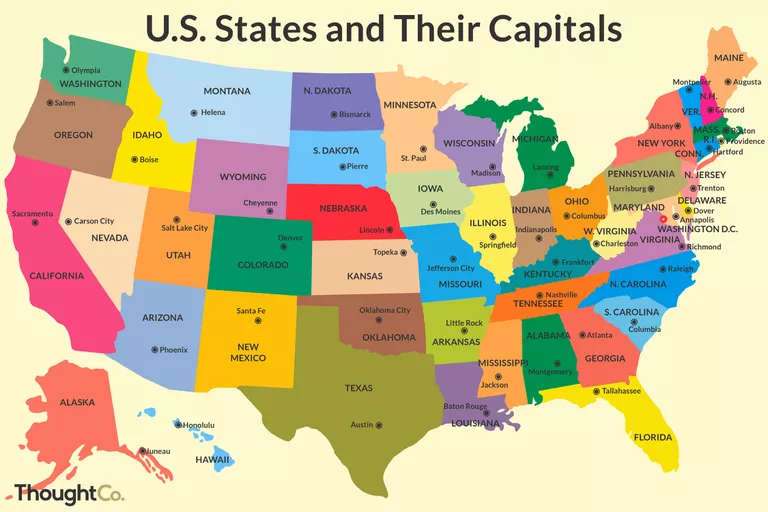 U.S. States and Their Capitals
Olympia
WASHINGTON
Salem
OREGON
IDAHO
Boise
MONTANA
Helena
N. DAKOTA
Bismarck
S. DAKOTA
Pierre
WYOMING
Cheyenne
NEBRASKA
Lincoln
MINNESOTA
St. Paul
WISCONSIN
Madison
MICHIGAN
Lansing
IOWA
Des Moines
ILLINOIS
Springfield
INDIANA
Indianapolis
OHIO
Columbus
MAINE
Augusta
Montpelier
VER.
N.H.
Concord
MASS.
Boston
R.I.
Providence
CONN.
Hartford
Albany
NEW YORK
PENNSYLVANIA
Harrisburg
N. JERSEY
Trenton
DELAWARE
Dover
MARYLAND
Annapolis
WASHINGTON D.C.
W. VIRGINIA
Charleston
VIRGINIA
Richmond
Sacramento
CALIFORNIA
Carson City
NEVADA
Salt Lake City
UTAH
Denver
COLORADO
Topeka
KANSAS
Jefferson City
MISSOURI
Frankfort
KENTUCKY
Nashville
TENNESSEE
Raleigh
N. CAROLINA
S. CAROLINA
Columbia
ARIZONA
Phoenix
Santa Fe
NEW
MEXICO
Oklahoma City
OKLAHOMA
Little Rock
ARKANSAS
TEXAS
Austin
Baton Rouge
LOUISIANA
MISSISSIPPI
Jackson
ALABAMA
Montgomery
Atlanta
GEORGIA
Tallahassee
FLORIDA
ALASKA
Juneau
Honolulu
HAWAII
ThoughtCo.